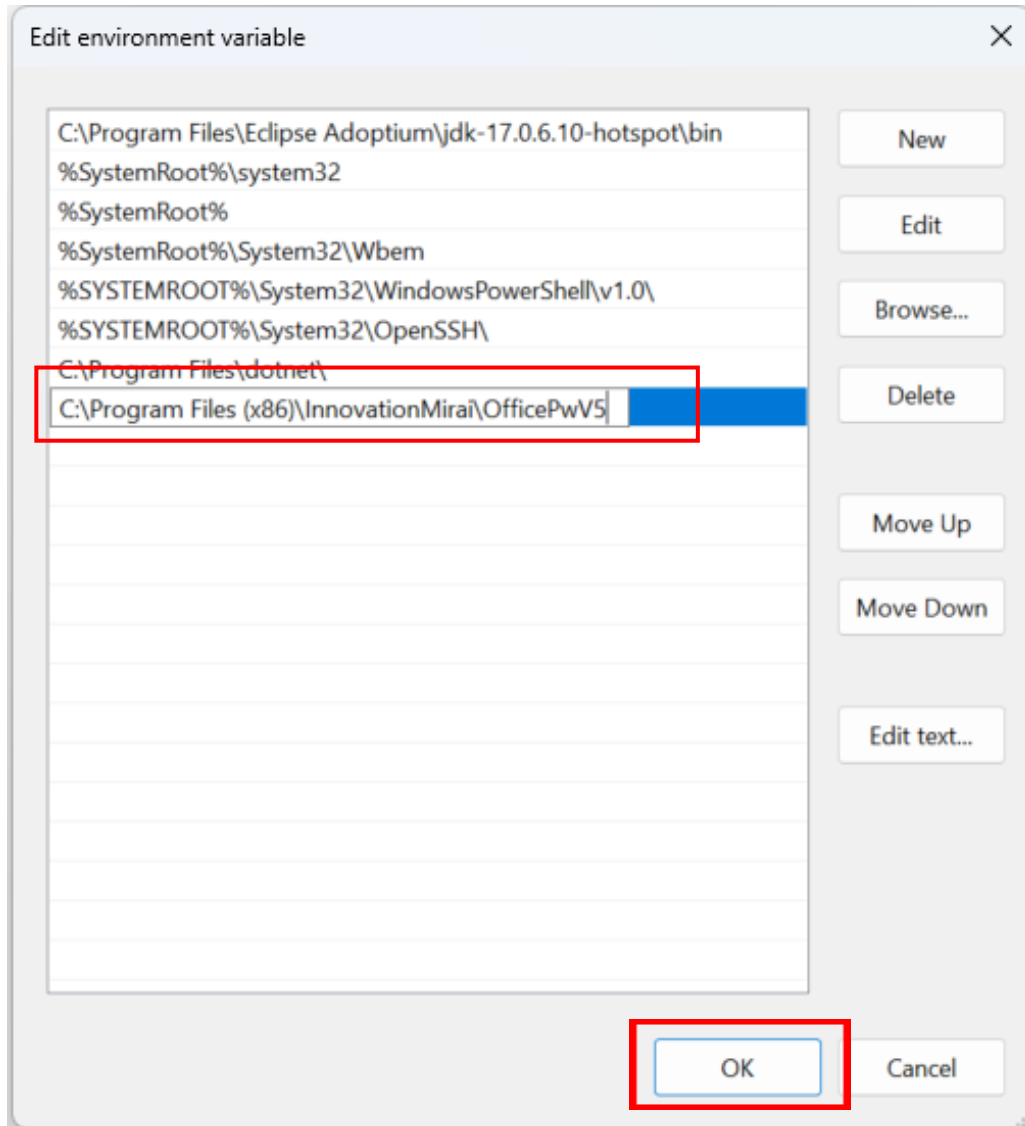 Edit environment variable
C:\Program Files\Eclipse Adoptium\jdk-17.0.6.10-hotspot\bin
%SystemRoot%\system32
%SystemRoot%
%SystemRoot%\System32\Wbem
%SYSTEMROOT%\System32\WindowsPowerShell\v1.0\
%SYSTEMROOT%\System32\OpenSSH\
C:\Program Files\dotnet\
C:\Program Files (x86)\InnovationMirai\OfficePwV5
New
Edit
Browse...
Delete
Move Up
Move Down
Edit text...
OK
Cancel